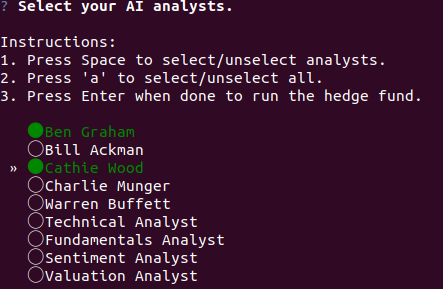 ? Select your AI analysts.
Instructions:
1. Press Space to select/unselect analysts.
2. Press 'a' to select/unselect all.
3. Press Enter when done to run the hedge fund.
Ben Graham
Bill Ackman
» Cathie Wood
Charlie Munger
Warren Buffett
Technical Analyst
Fundamentals Analyst
Sentiment Analyst
Valuation Analyst